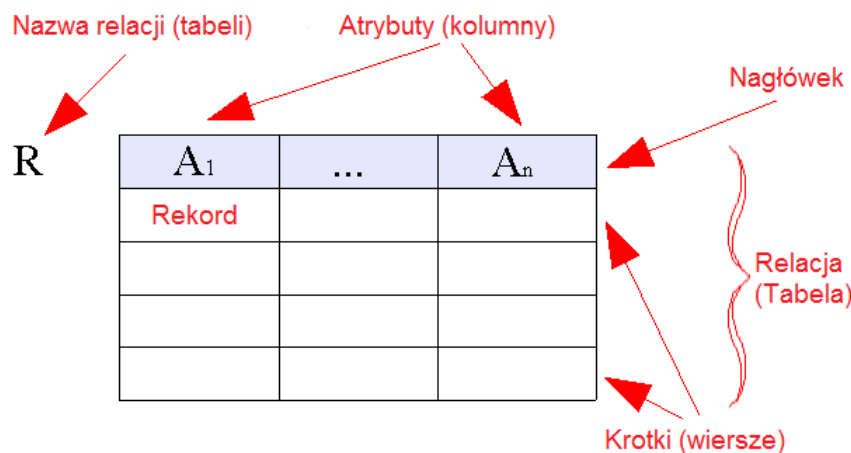 Nazwa relacji (tabeli)
Atrybuty (kolumny)
Nagłówek
R
A1
...
An
Rekord
Relacja
(Tabela)
Krotki (wiersze)